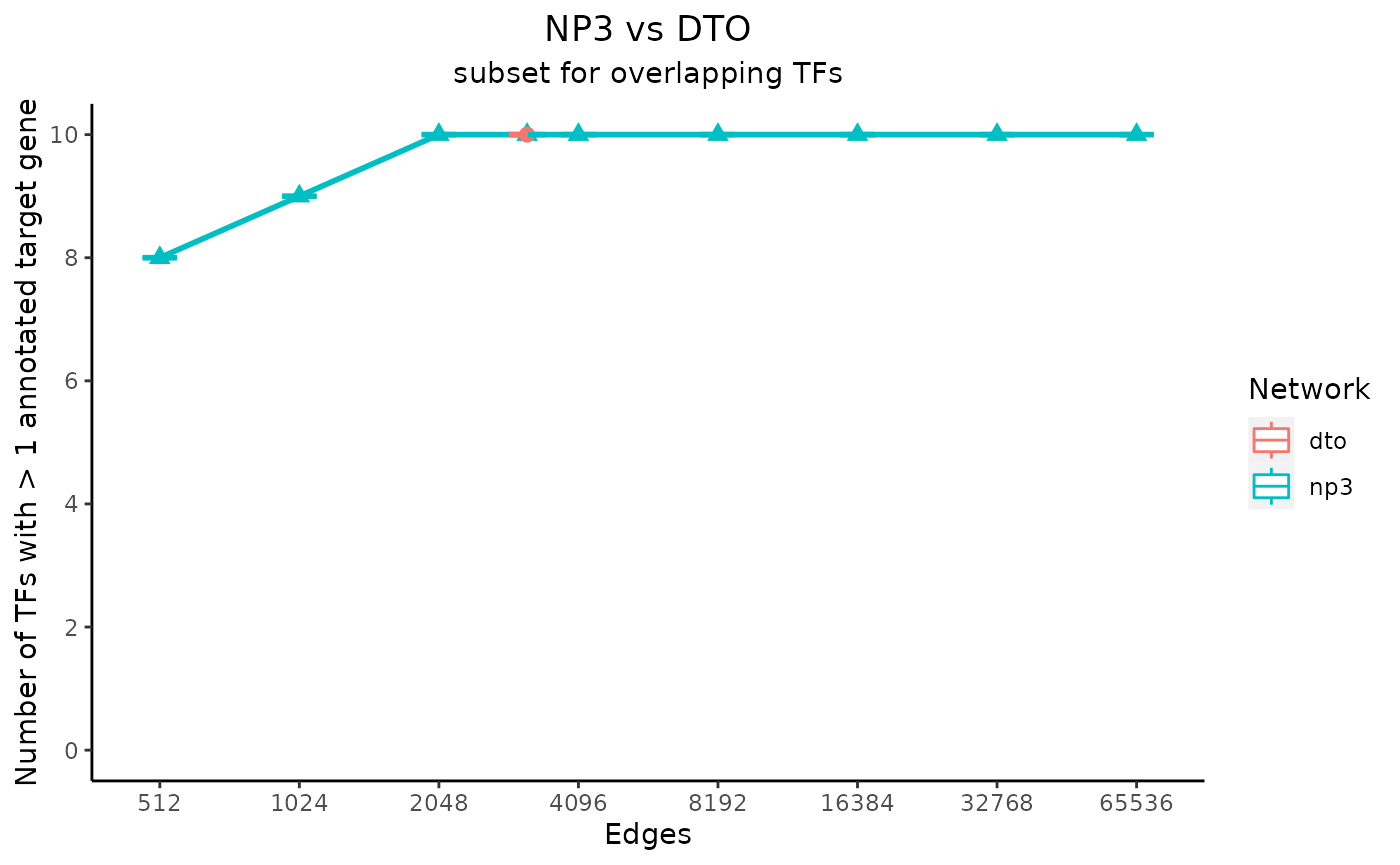 NP3 vs DTO
subset for overlapping TFs
Number of TFs with > 1 annotated target gene
10
8
6
4
2
0
512 1024 2048 4096 8192 16384 32768 65536
Edges
Network
dto
np3